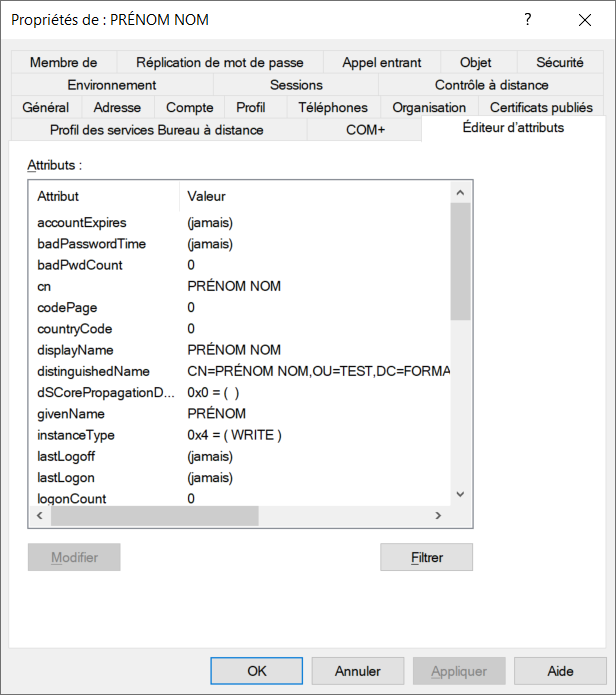 Propriétés de : PRÉNOM NOM ?
Membre de Réplication de mot de passe Appel entrant Objet Sécurité
Environnement Sessions Contrôle à distance
Général Adresse Compte Profil Téléphones Organisation Certificats publiés
Profil des services Bureau à distance COM+ Éditeur d'attributs
Attributs :
Attribut Valeur
accountExpires (jamais)
badPasswordTime (jamais)
badPwdCount 0
cn PRÉNOM NOM
codePage 0
countryCode 0
displayName PRÉNOM NOM
distinguishedName CN=PRÉNOM NOM,OU=TEST,DC=FORMA
dSCorePropagationD... 0x0 = ( )
givenName PRÉNOM
instanceType 0x4 = ( WRITE )
lastLogoff (jamais)
lastLogon (jamais)
logonCount 0
Modifier Filtrer
OK Annuler Appliquer Aide